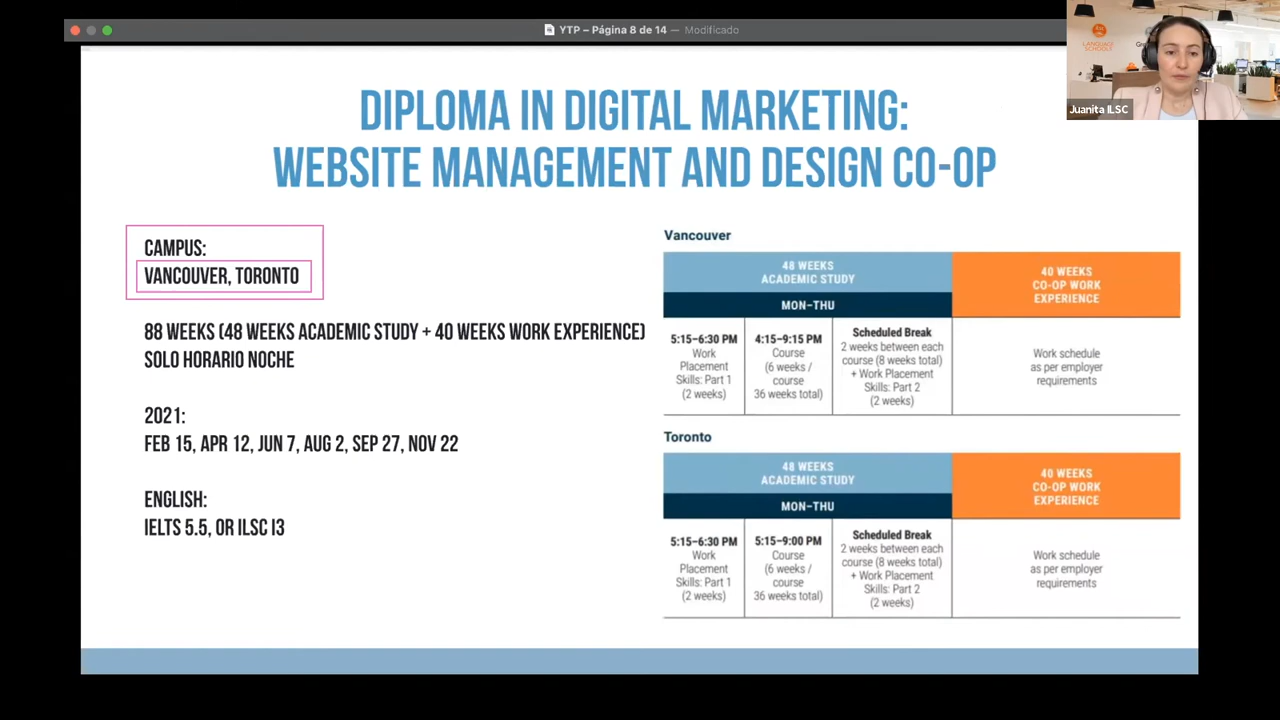 YTP – Página 8 de 14 — Modificado
LANGUAGE
SCHOOLS
Juanita ILSC
DIPLOMA IN DIGITAL MARKETING:
WEBSITE MANAGEMENT AND DESIGN CO-OP
CAMPUS:
VANCOUVER, TORONTO
88 WEEKS (48 WEEKS ACADEMIC STUDY + 40 WEEKS WORK EXPERIENCE)
SOLO HORARIO NOCHE
2021:
FEB 15, APR 12, JUN 7, AUG 2, SEP 27, NOV 22
ENGLISH:
IELTS 5.5, OR ILSC I3
Vancouver
48 WEEKS
ACADEMIC STUDY
MON–THU
40 WEEKS
CO-OP WORK
EXPERIENCE
5:15–6:30 PM
Work
Placement
Skills: Part 1
(2 weeks)
4:15–9:15 PM
Course
(6 weeks /
course
36 weeks total)
Scheduled Break
2 weeks between each
course (8 weeks total)
+ Work Placement
Skills: Part 2
(2 weeks)
Work schedule
as per employer
requirements
Toronto
48 WEEKS
ACADEMIC STUDY
MON–THU
40 WEEKS
CO-OP WORK
EXPERIENCE
5:15–6:30 PM
Work
Placement
Skills: Part 1
(2 weeks)
5:15–9:00 PM
Course
(6 weeks /
course
36 weeks total)
Scheduled Break
2 weeks between each
course (8 weeks total)
+ Work Placement
Skills: Part 2
(2 weeks)
Work schedule
as per employer
requirements